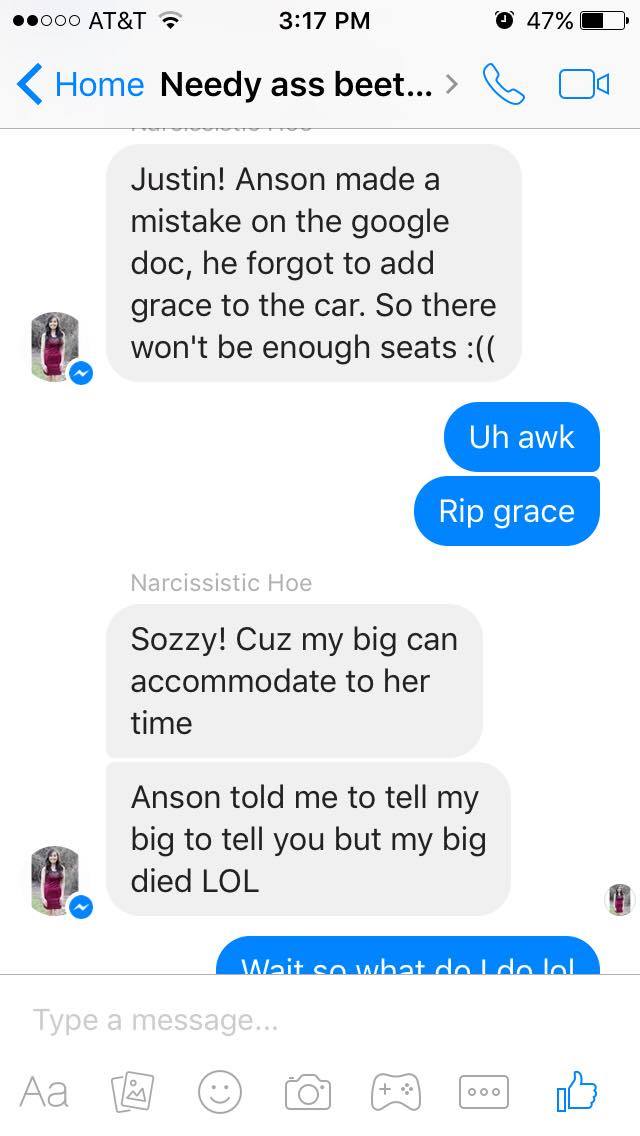 AT&T 3:17 PM 47%
Home Needy ass beet...
Narcissistic Hoe
Justin! Anson made a
mistake on the google
doc, he forgot to add
grace to the car. So there
won't be enough seats :((
Uh awk
Rip grace
Narcissistic Hoe
Sozzy! Cuz my big can
accommodate to her
time
Anson told me to tell my
big to tell you but my big
died LOL
Wait so what do I do lol
Type a message...
Aa